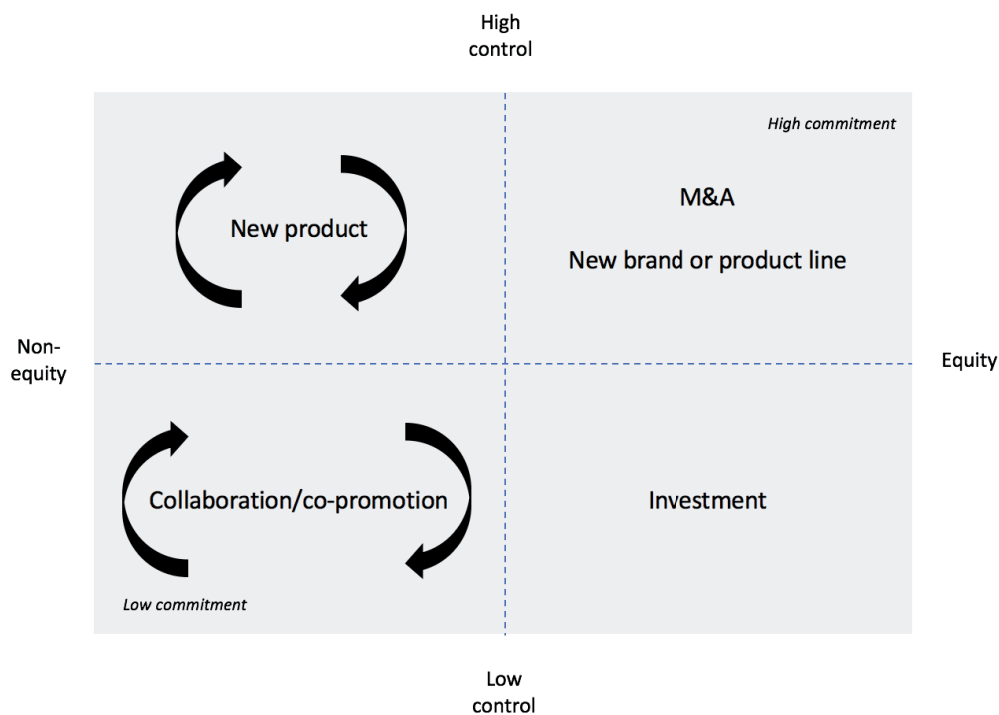 High
control
High commitment
M&A
New product
New brand or product line
Non-
equity
Equity
Collaboration/co-promotion
Investment
Low commitment
Low
control